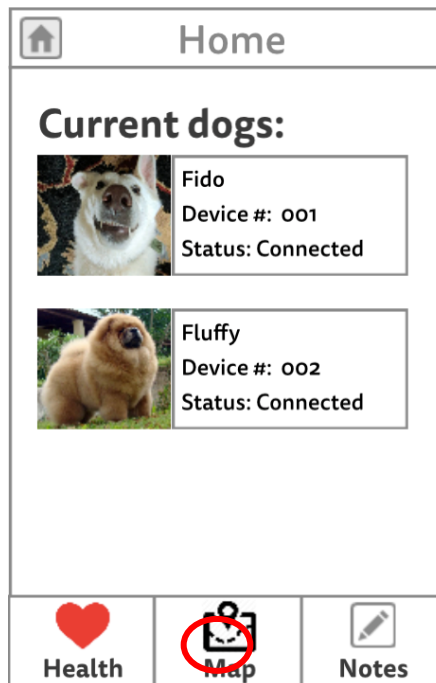 Home
Current dogs:
Fido
Device #: 001
Status: Connected
Fluffy
Device #: 002
Status: Connected
Health
Map
Notes